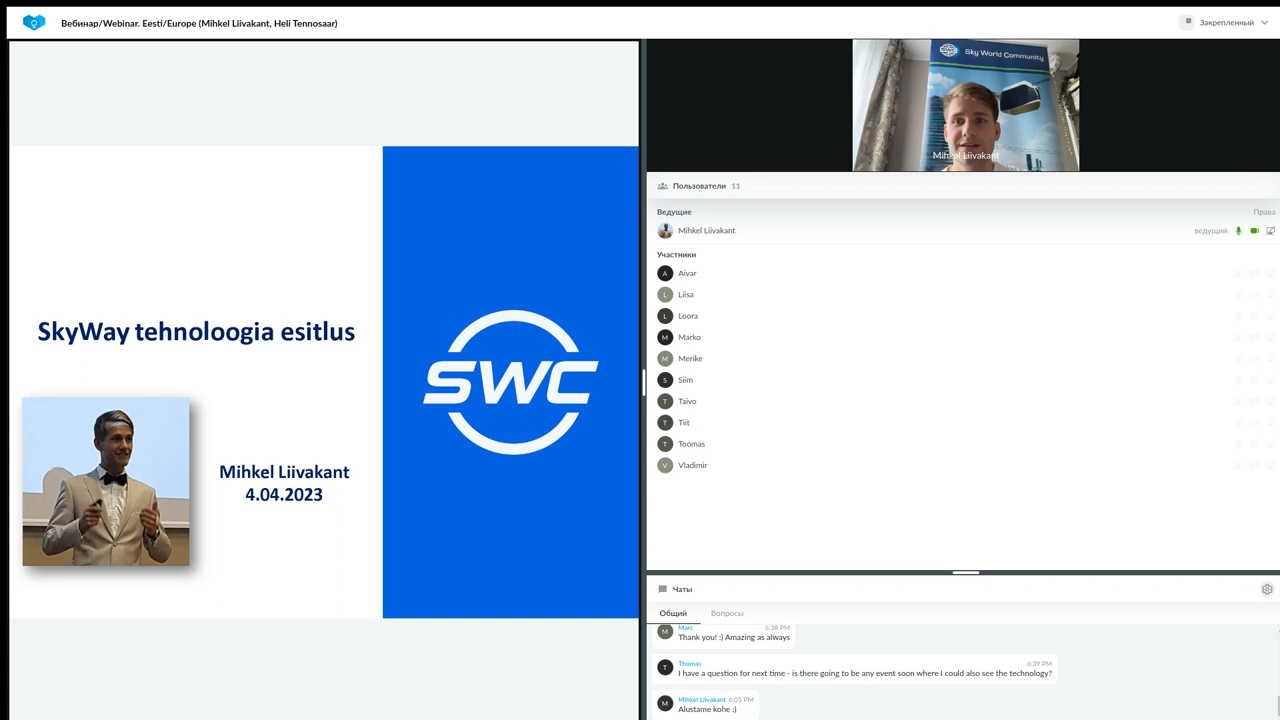 Вебинар/Webinar. Eesti/Europe (Mihkel Liivakant, Heli Tennosaar)
Закрепленный
SkyWay tehnoloogia esitlus
Mihkel Liivakant
4.04.2023
SWC
Sky World Community
Mihkel Liivakant
Пользователи 11
Ведущие Права
Mihkel Liivakant ведущий
Участники
A Aivar
L Liisa
L Loora
M Marko
M Merike
S Siim
T Taivo
T Tiit
T Toomas
V Vladimir
Чаты
Общий Вопросы
M Marc 6:38 PM
Thank you! :) Amazing as always
T Thomas 6:39 PM
I have a question for next time - is there going to be any event soon where I could also see the technology?
M Mihkel Liivakant 6:05 PM
Alustame kohe :)